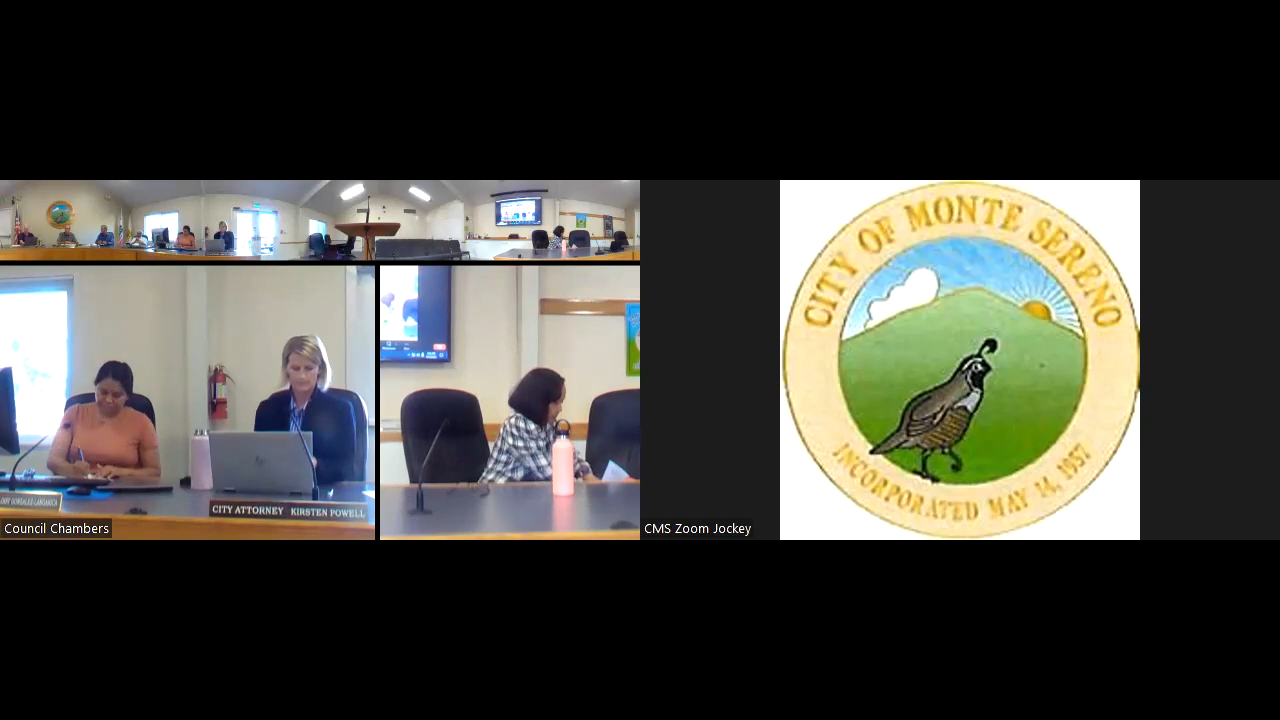 CITY ATTORNEY KIRSTEN POWELL
Council Chambers
CMS Zoom Jockey
CITY OF MONTE SERENO
INCORPORATED MAY 14, 1957